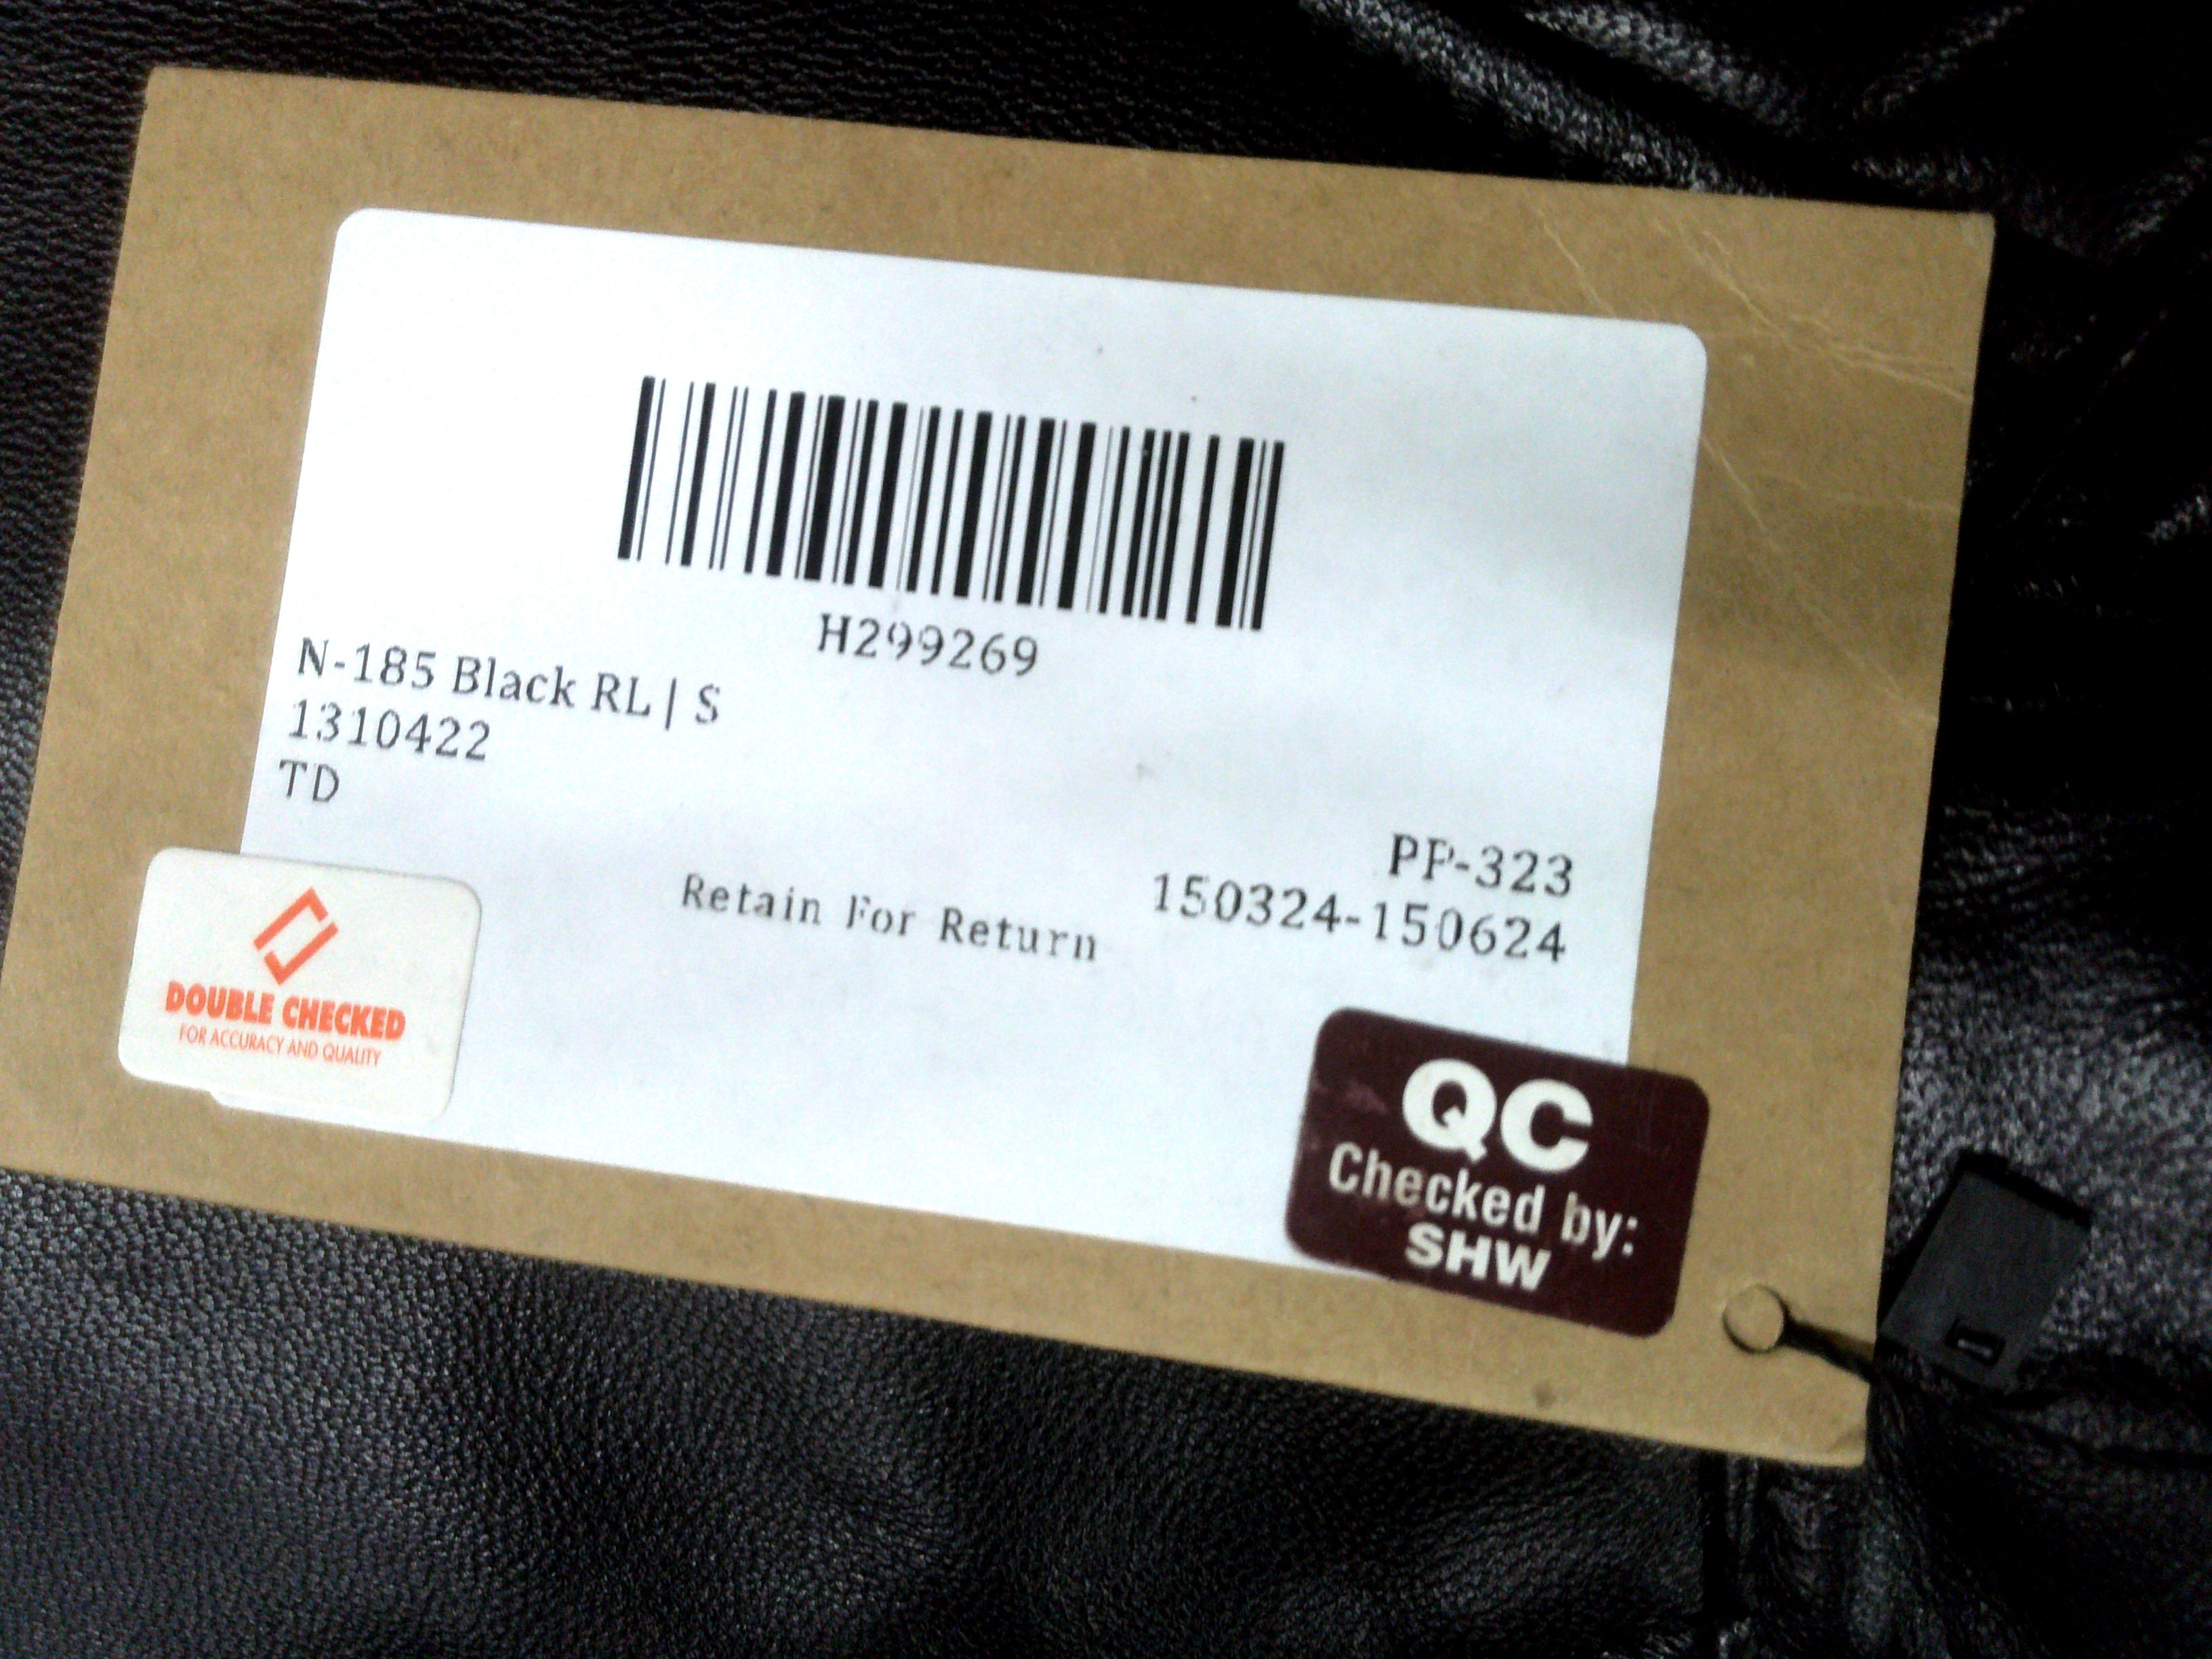 H299269
N-185 Black RL | S
1310422
TD
PP-323
150324-150624
Retain For Return
DOUBLE CHECKED
FOR ACCURACY AND QUALITY
QC
Checked by:
SHW